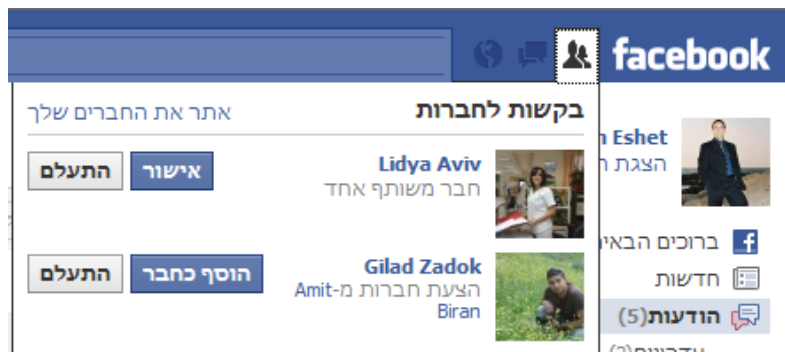 facebook
בקשות לחברות
אתר את החברים שלך
Lidya Aviv
חבר משותף אחד
אישור
התעלם
Gilad Zadok
הצעת חברות מ-Amit
Biran
הוסף כחבר
התעלם
Eshet
הצגת
ברוכים
חדשות
הודעות(5)